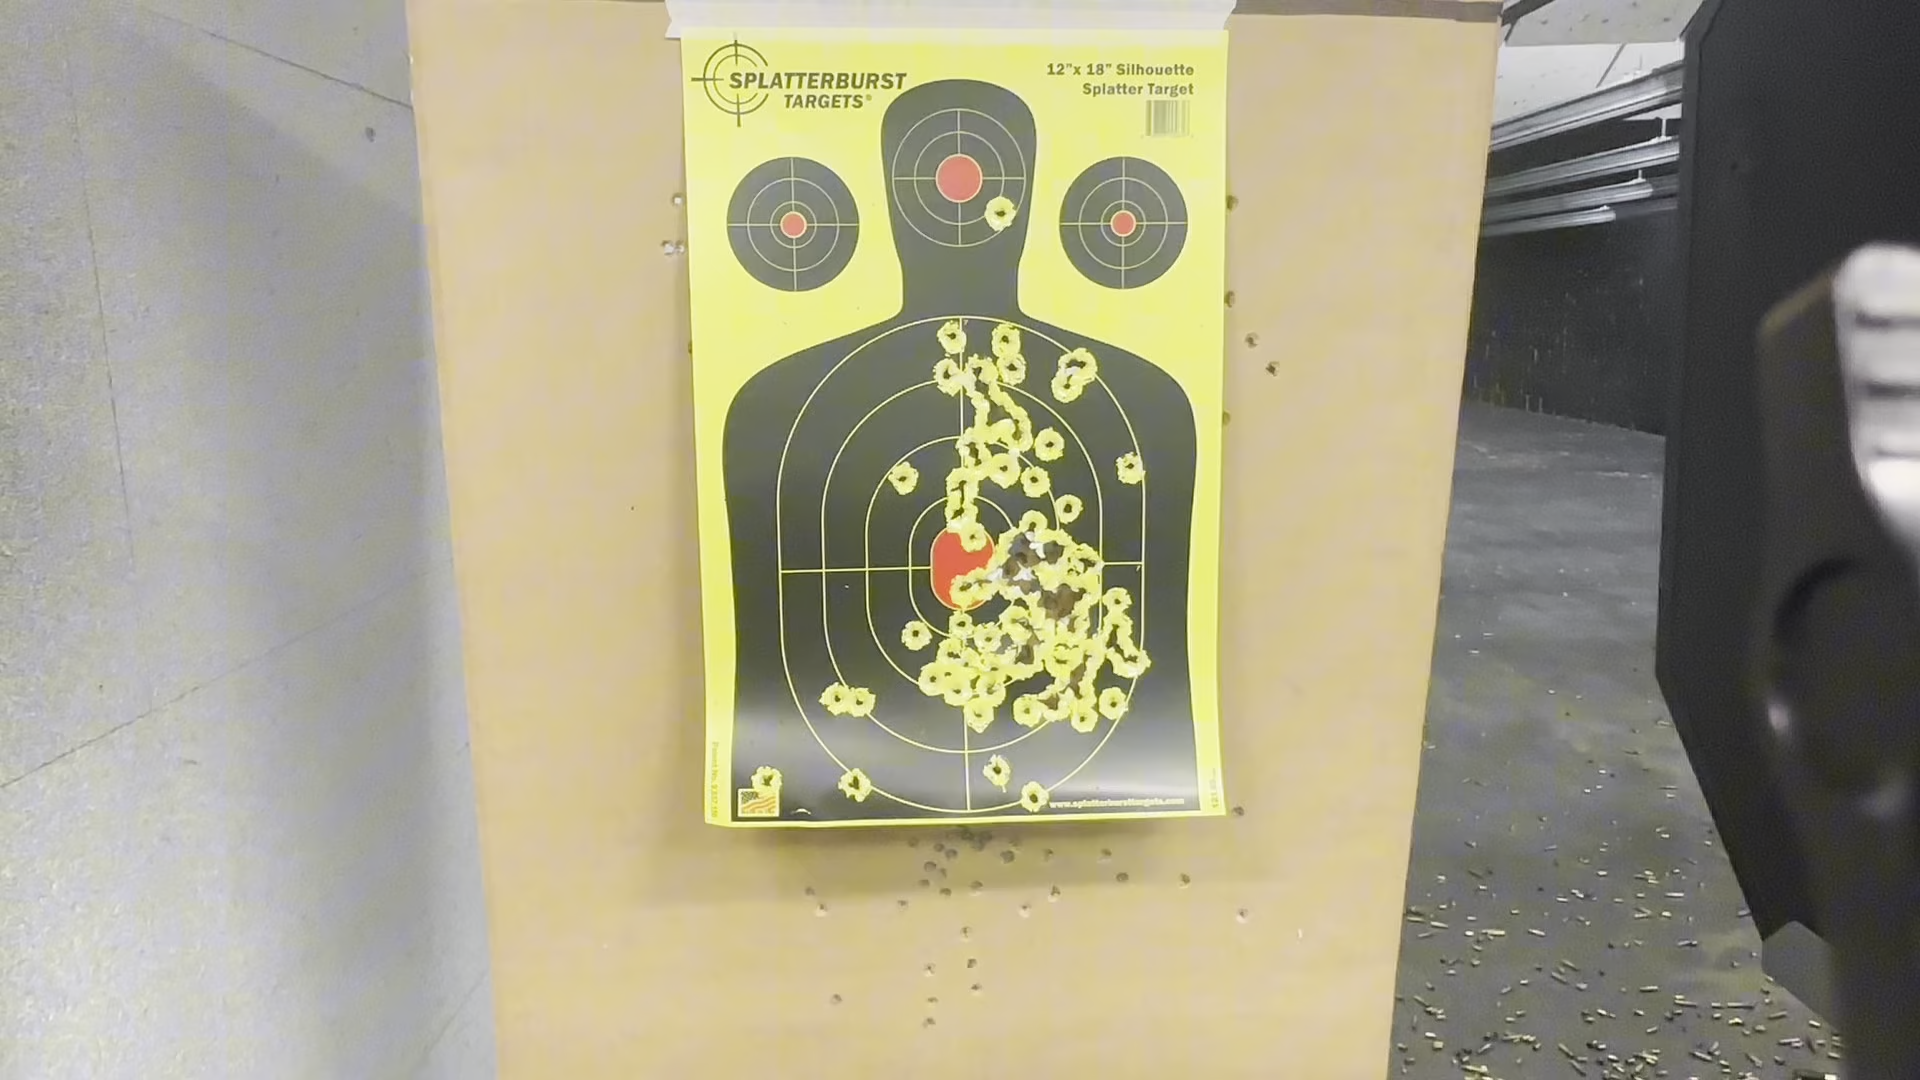 SPLATTERBURST
TARGETS®
12"x 18" Silhouette
Splatter Target
www.splatterbursttargets.com